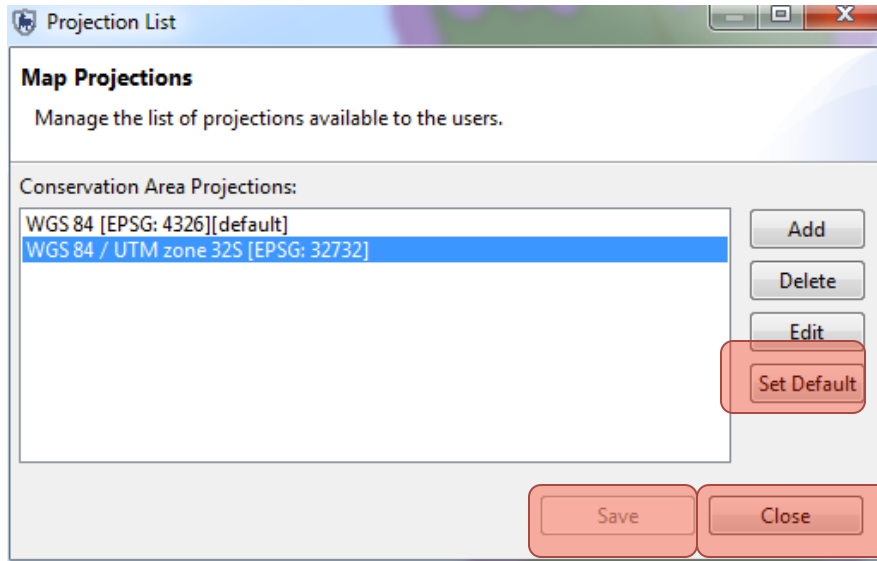 Projection List
Map Projections
Manage the list of projections available to the users.
Conservation Area Projections:
WGS 84 [EPSG: 4326][default]
WGS 84 / UTM zone 32S [EPSG: 32732]
Add
Delete
Edit
Set Default
Save
Close